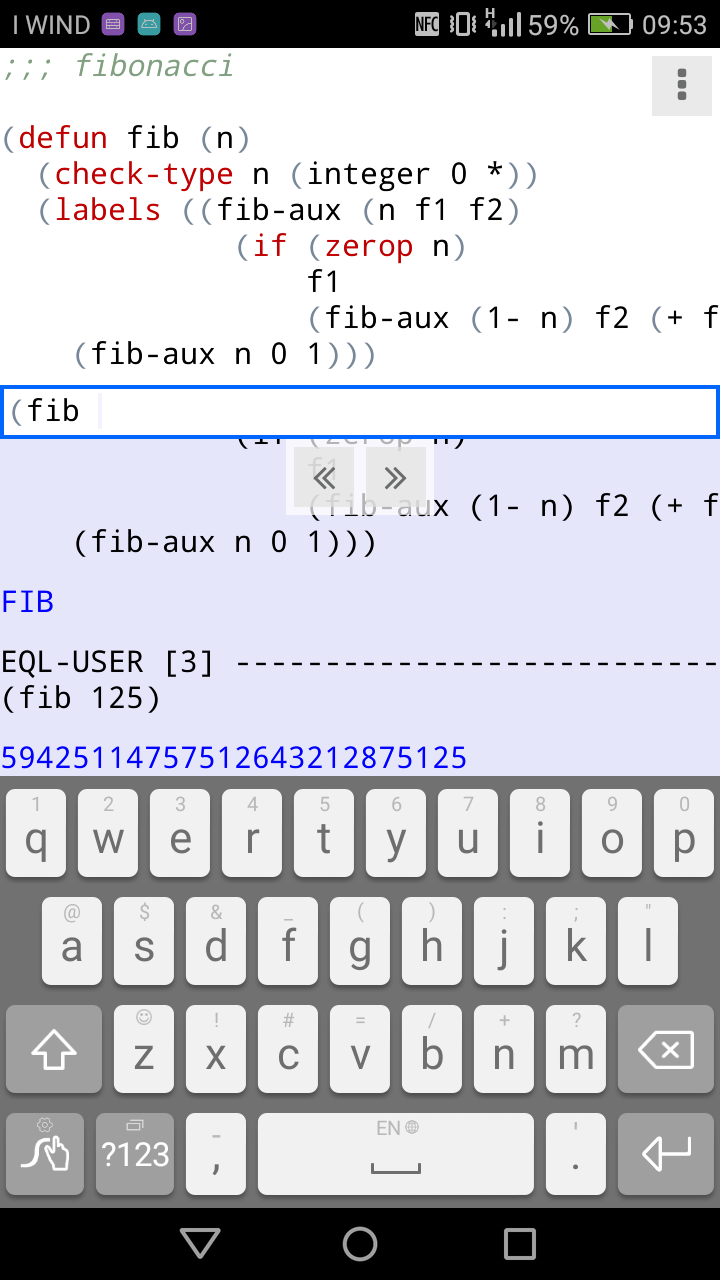 I WIND NFC H 59% 09:53
;;; fibonacci
(defun fib (n)
(check-type n (integer 0 *))
(labels ((fib-aux (n f1 f2)
(if (zerop n)
f1
(fib-aux (1- n) f2 (+ f
(fib-aux n 0 1)))
(fib
(if (zerop n)
f1
(fib-aux (1- n) f2 (+ f
(fib-aux n 0 1)))
FIB
EQL-USER [3] ---------------------------
(fib 125)
59425114757512643212875125
1 2 3 4 5 6 7 8 9 0
q w e r t y u i o p
@ $ & _ ( ) : ; "
a s d f g h j k l
! # = / + ?
z x c v b n m
- EN '
?123 , .